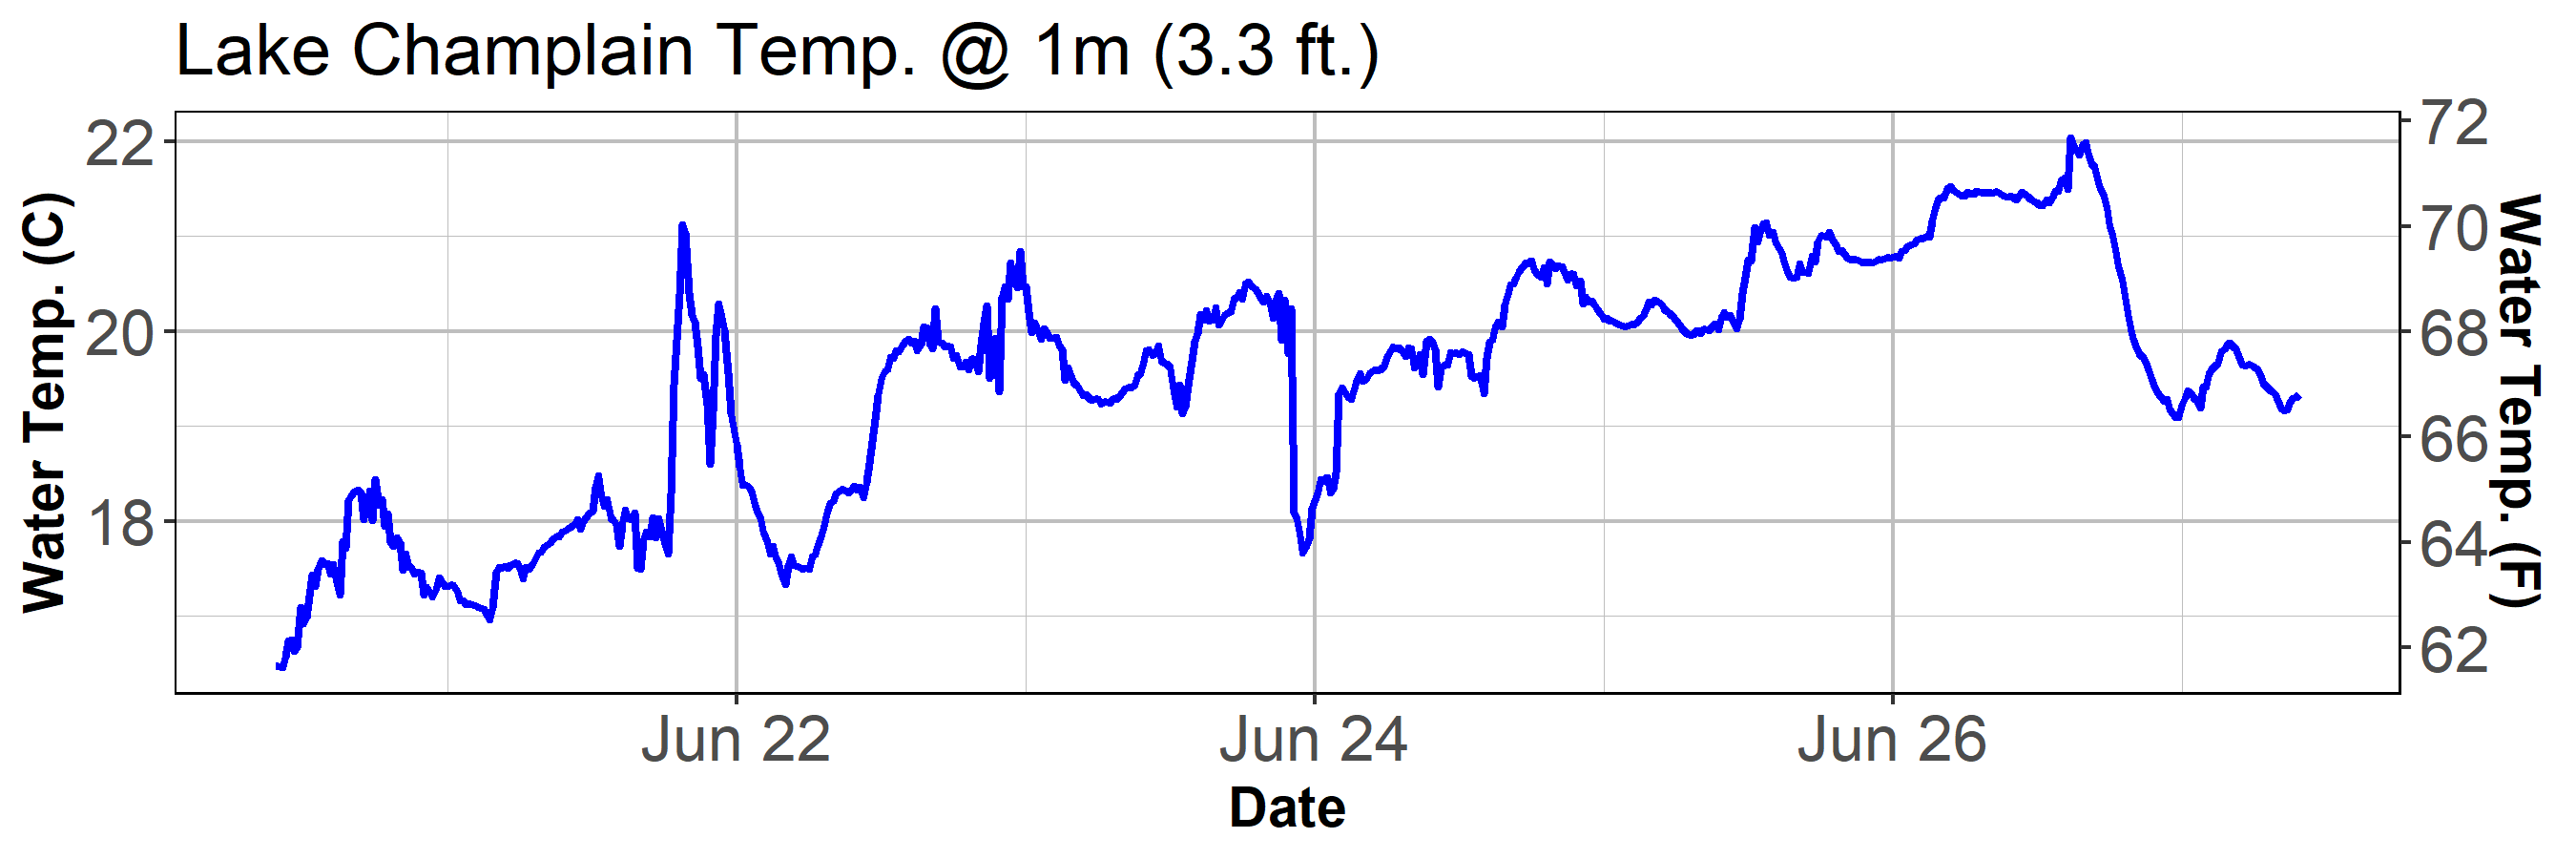 Lake Champlain Temp. @ 1m (3.3 ft.)
Water Temp. (C)
22
20
18
72
70
68
66
64
62
Water Temp. (F)
Jun 22 Jun 24 Jun 26
Date